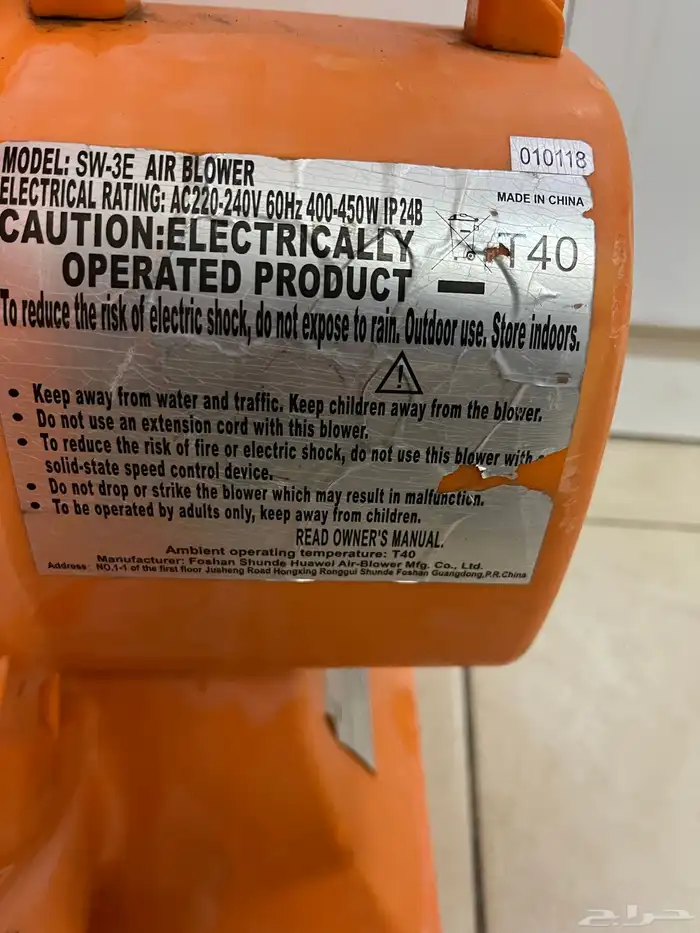 010118
MODEL: SW-3E AIR BLOWER
MADE IN CHINA
ELECTRICAL RATING: AC220-240V 60Hz 400-450W IP24B
CAUTION:ELECTRICALLY
OPERATED PRODUCT
T40
To reduce the risk of electric shock, do not expose to rain. Outdoor use. Store indoors.
• Keep away from water and traffic. Keep children away from the blower.
• Do not use an extension cord with this blower.
• To reduce the risk of fire or electric shock, do not use this blower with
solid-state speed control device.
• Do not drop or strike the blower which may result in malfunction.
• To be operated by adults only, keep away from children.
READ OWNER'S MANUAL.
Ambient operating temperature: T40
Manufacturer: Foshan Shunde Huawei Air-Blower Mfg. Co., Ltd.
Address: NO.1-1 of the first floor Jusheng Road Hongxing Ronggui Shunde Foshan Guangdong,P.R.China
حراج